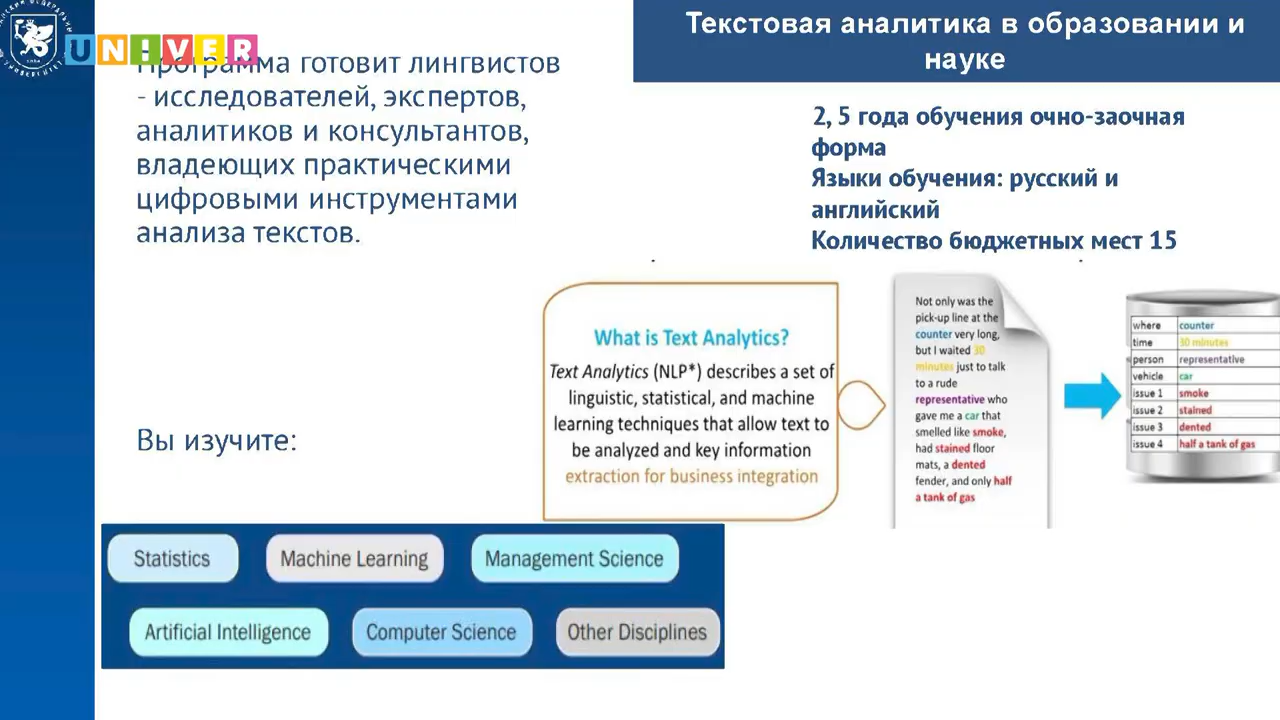 UNIVER
Текстовая аналитика в образовании и
науке
Программа готовит лингвистов
- исследователей, экспертов,
аналитиков и консультантов,
владеющих практическими
цифровыми инструментами
анализа текстов.
2, 5 года обучения очно-заочная
форма
Языки обучения: русский и
английский
Количество бюджетных мест 15
What is Text Analytics?
Text Analytics (NLP*) describes a set of
linguistic, statistical, and machine
learning techniques that allow text to
be analyzed and key information
extraction for business integration
Not only was the
pick-up line at the
counter very long,
but I waited 30
minutes just to talk
to a rude
representative who
gave me a car that
smelled like smoke,
had stained floor
mats, a dented
fender, and only half
a tank of gas
where counter
time 30 minutes
person representative
vehicle car
issue 1 smoke
issue 2 stained
issue 3 dented
issue 4 half a tank of gas
Вы изучите:
Statistics
Machine Learning
Management Science
Artificial Intelligence
Computer Science
Other Disciplines